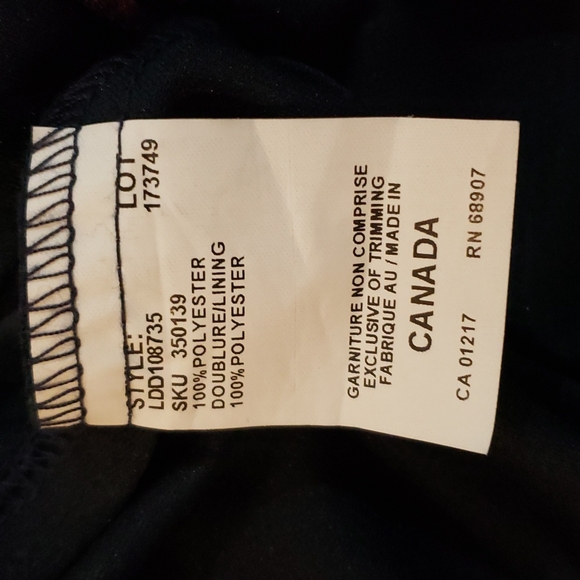 STYLE: LOT
LDD108735 173749
SKU 350139
100%POLYESTER
DOUBLURE/LINING
100%POLYESTER
GARNITURE NON COMPRISE
EXCLUSIVE OF TRIMMING
FABRIQUE AU / MADE IN
CANADA
CA 01217 RN 68907